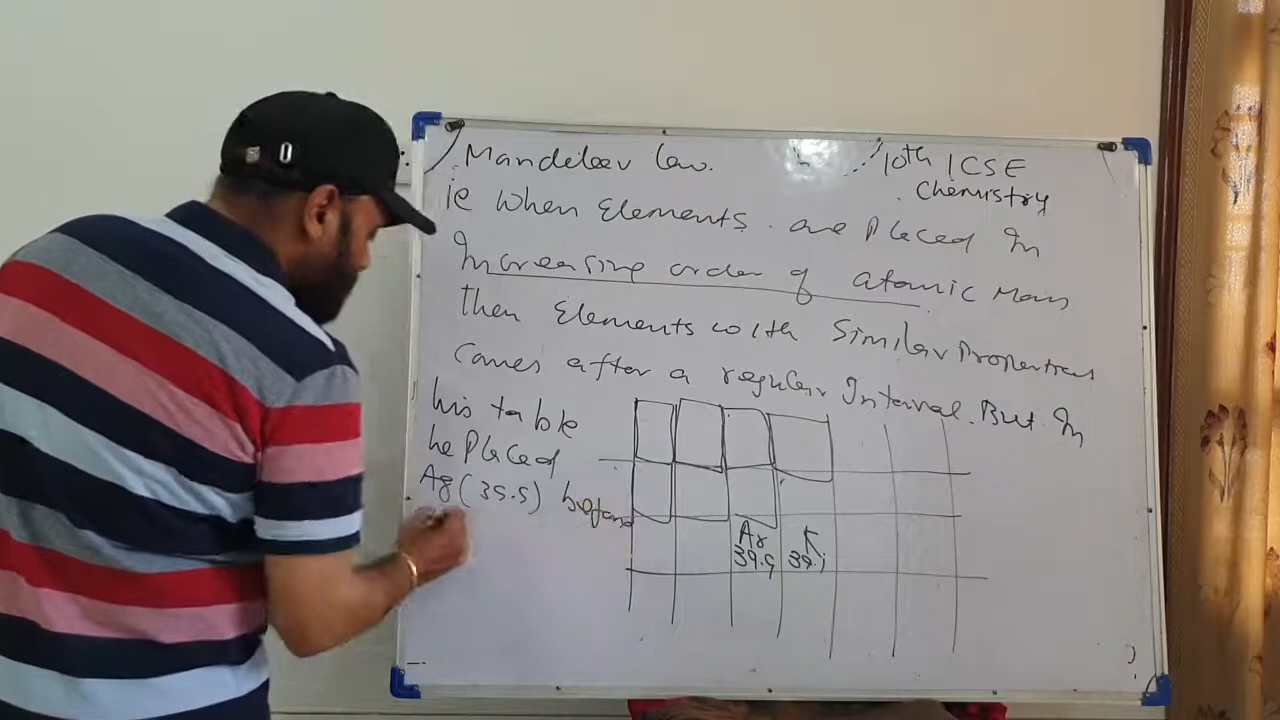 Mandeleev law.
10th ICSE
Chemistry
ie when Elements are Placed In
Increasing order of atomic Mass
then Elements with Similar Properties
Comes after a regular Interval. But In
his table
he Placed
Ag (35.5) before
Ar
39.9 39.1